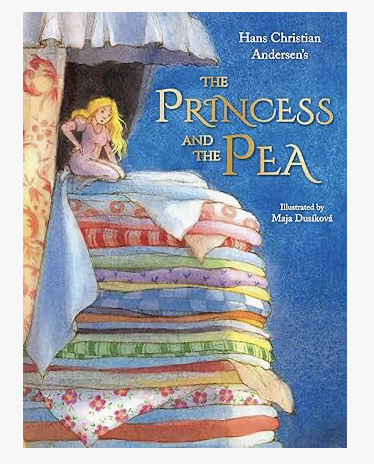 Hans Christian
Andersen's
THE
PRINCESS
AND
THE
PEA
Illustrated by
Maja Dusíková